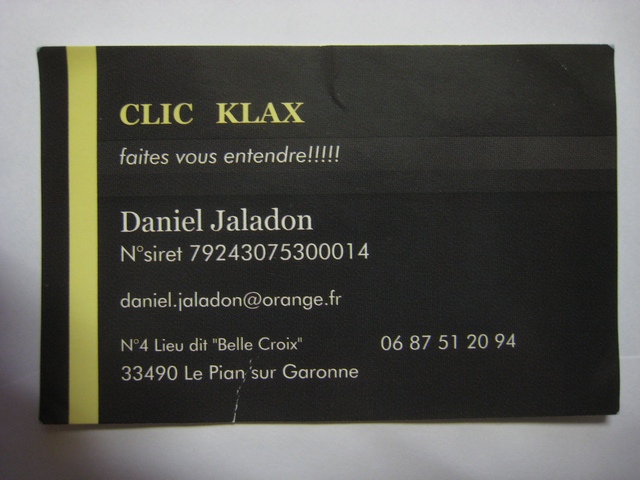 CLIC KLAX
faites vous entendre!!!!!
Daniel Jaladon
N°siret 79243075300014
daniel.jaladon@orange.fr
N°4 Lieu dit "Belle Croix" 06 87 51 20 94
33490 Le Pian sur Garonne